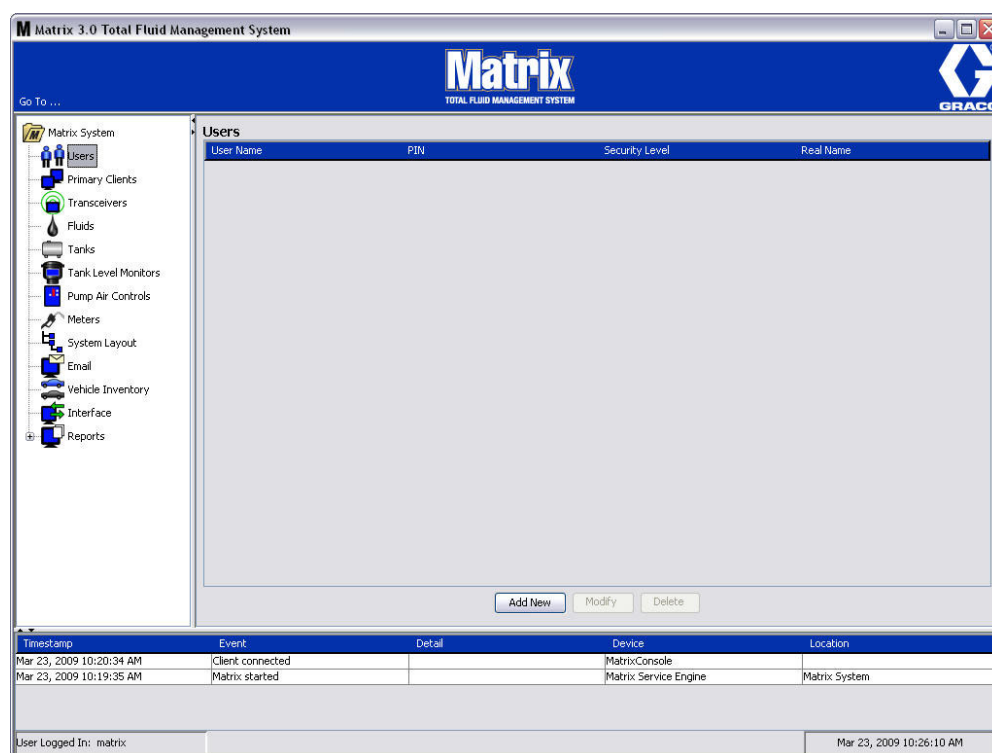 M Matrix 3.0 Total Fluid Management System
Matrix
TOTAL FLUID MANAGEMENT SYSTEM
Go To ...
GRACO
Matrix System
Users
Primary Clients
Transceivers
Fluids
Tanks
Tank Level Monitors
Pump Air Controls
Meters
System Layout
Email
Vehicle Inventory
Interface
Reports
Users
User Name PIN Security Level Real Name
Add New Modify Delete
Timestamp Event Detail Device Location
Mar 23, 2009 10:20:34 AM Client connected MatrixConsole
Mar 23, 2009 10:19:35 AM Matrix started Matrix Service Engine Matrix System
User Logged In: matrix Mar 23, 2009 10:26:10 AM